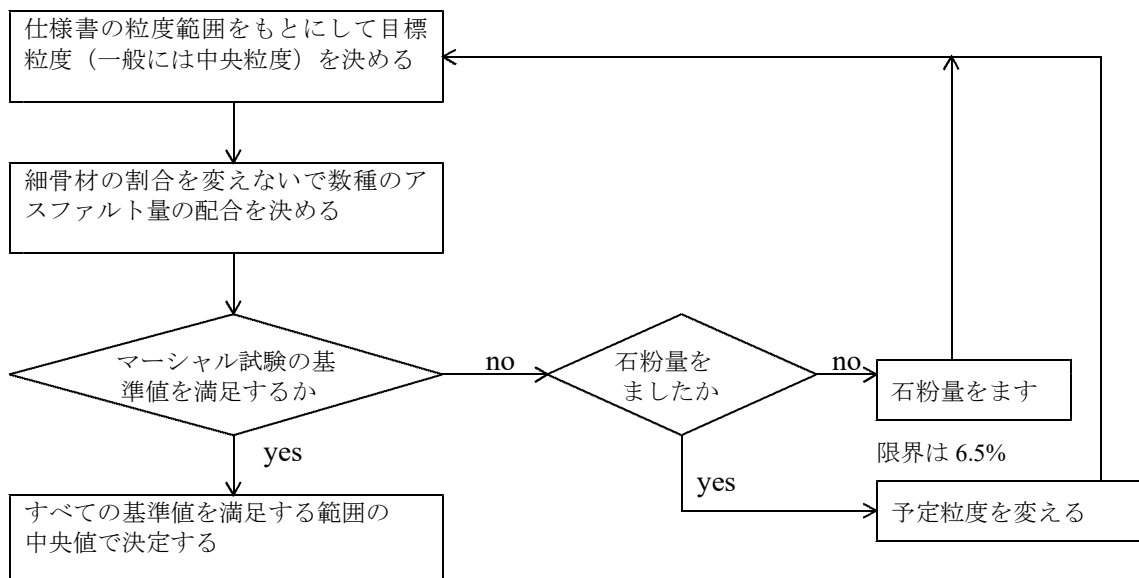 仕様書の粒度範囲をもとにして目標
粒度（一般には中央粒度）を決める
細骨材の割合を変えないで数種のア
スファルト量の配合を決める
マーシャル試験の基
準値を満足するか
no
石粉量を
ましたか
no
石粉量をます
限界は 6.5%
yes
yes
予定粒度を変える
すべての基準値を満足する範囲の
中央値で決定する